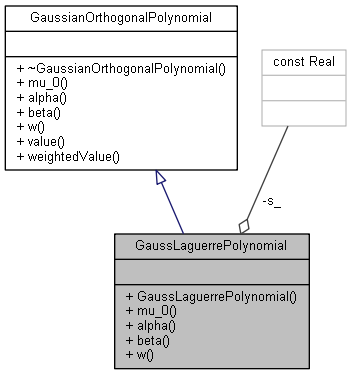 GaussianOrthogonalPolynomial
+ ~GaussianOrthogonalPolynomial()
+ mu_0()
+ alpha()
+ beta()
+ w()
+ value()
+ weightedValue()
const Real
-s_
GaussLaguerrePolynomial
+ GaussLaguerrePolynomial()
+ mu_0()
+ alpha()
+ beta()
+ w()